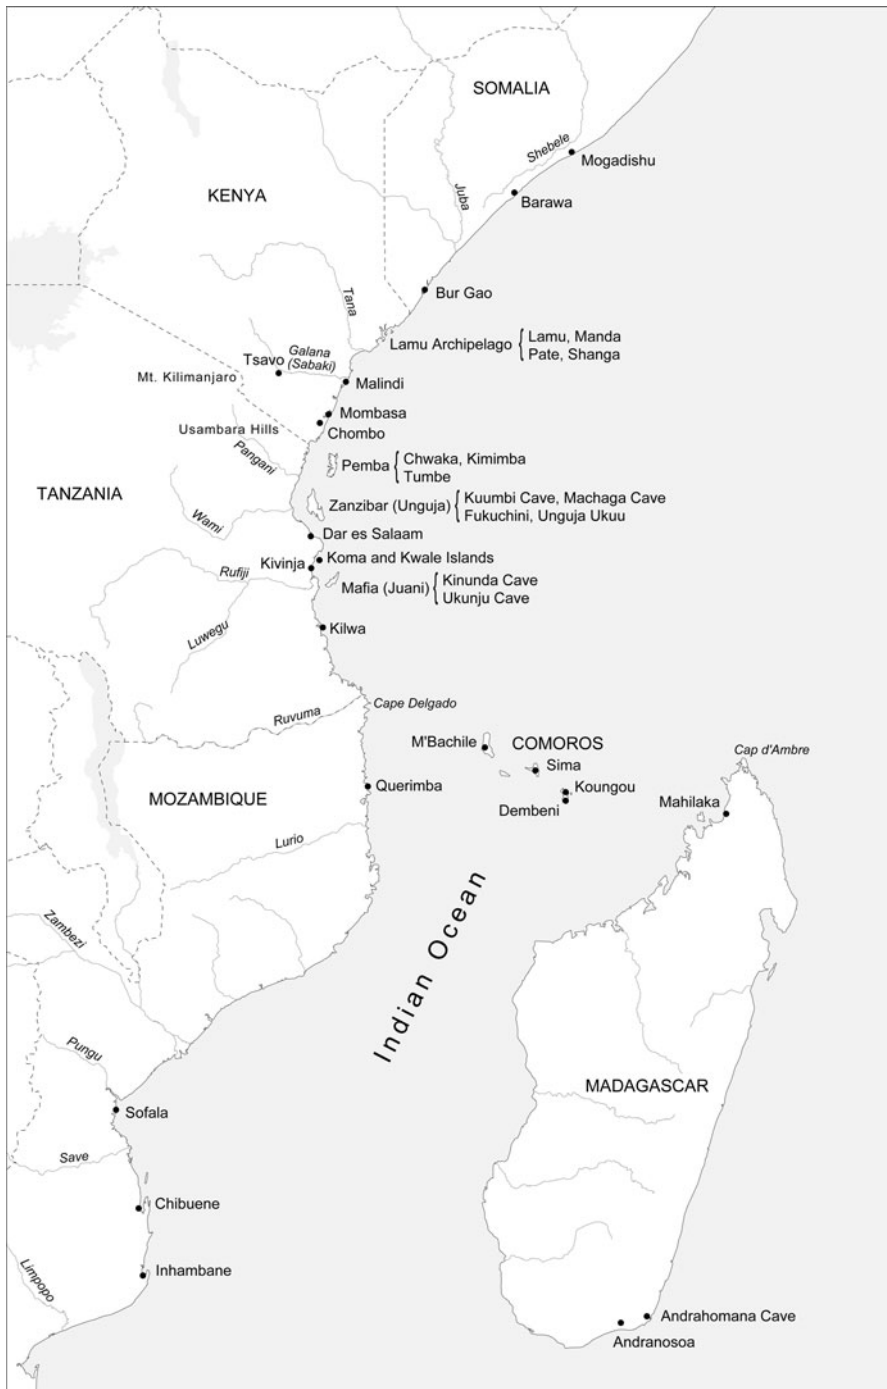 SOMALIA
Shebele
Mogadishu
Juba
Barawa
KENYA
Bur Gao
Tana
Lamu Archipelago { Lamu, Manda
Pate, Shanga
Galana
(Sabaki)
Tsavo
Mt. Kilimanjaro
Malindi
Mombasa
Chombo
Usambara Hills
Pangani
Pemba { Chwaka, Kimimba
Tumbe
TANZANIA
Zanzibar (Unguja) { Kuumbi Cave, Machaga Cave
Fukuchini, Unguja Ukuu
Wami
Dar es Salaam
Koma and Kwale Islands
Kivinja
Rufiji
Mafia (Juani) { Kinunda Cave
Ukunju Cave
Luwegu
Kilwa
Ruvuma
Cape Delgado
M'Bachile
COMOROS
Sima
Koungou
Dembeni
Cap d'Ambre
Mahilaka
MOZAMBIQUE
Querimba
Lurio
Indian Ocean
Zambezi
Pungu
MADAGASCAR
Sofala
Save
Chibuene
Inhambane
Limpopo
Andrahomana Cave
Andranosoa